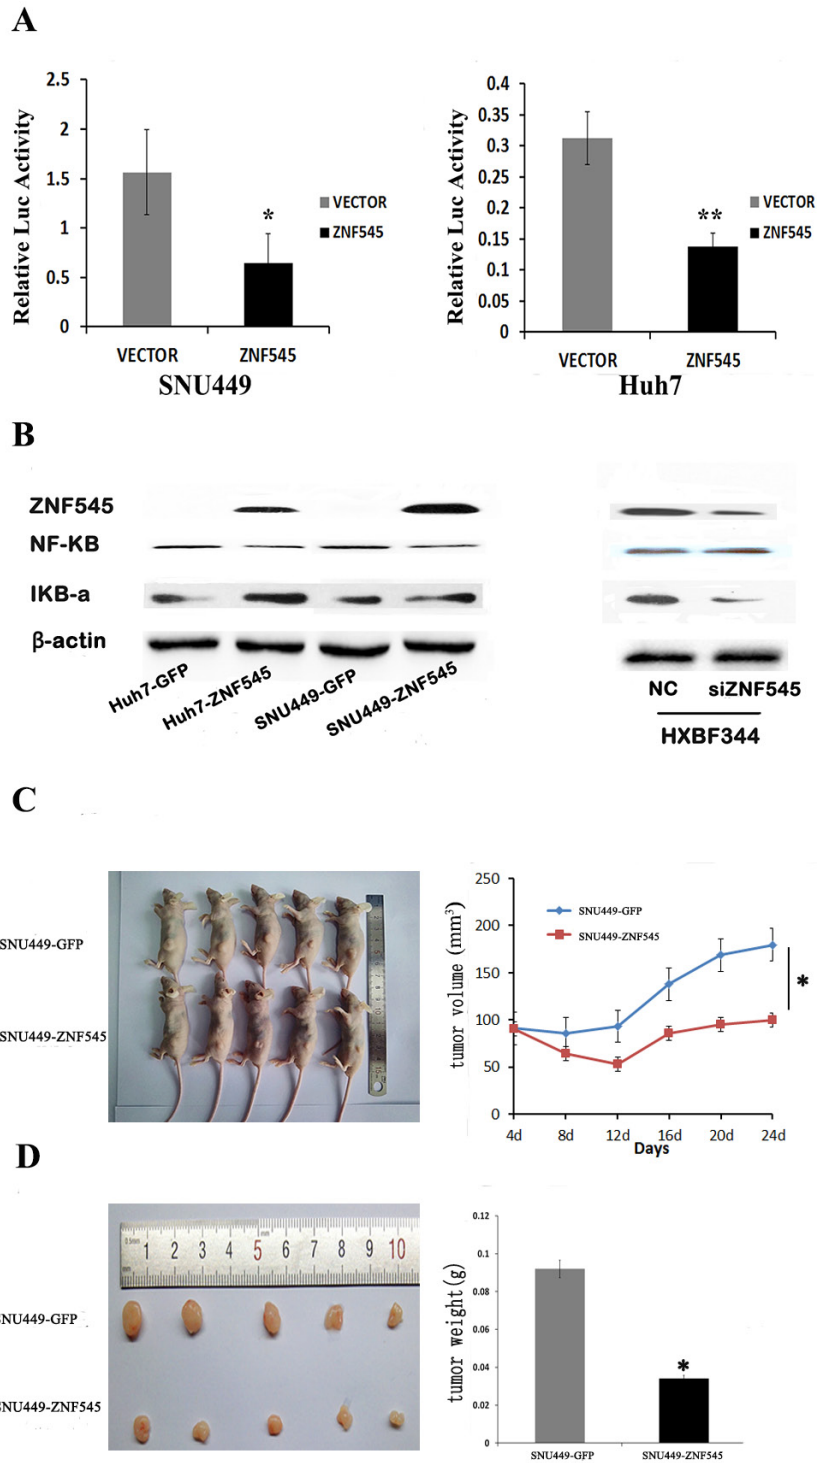 A
2.5
2
1.5
1
0.5
0
Relative Luc Activity
*
VECTOR
ZNF545
VECTOR ZNF545
SNU449
0.4
0.35
0.3
0.25
0.2
0.15
0.1
0.05
0
Relative Luc Activity
**
VECTOR
ZNF545
VECTOR ZNF545
Huh7
B
ZNF545
NF-KB
IKB-a
β-actin
Huh7-GFP
Huh7-ZNF545
SNU449-GFP
SNU449-ZNF545
NC siZNF545
HXBF344
C
SNU449-GFP
SNU449-ZNF545
250
200
150
100
50
0
tumor volume (mm³)
SNU449-GFP
SNU449-ZNF545
*
4d 8d 12d 16d 20d 24d
Days
D
0.5mm
mm
mm
1 2 3 4 5 6 7 8 9 10
SNU449-GFP
SNU449-ZNF545
0.12
0.1
0.08
0.06
0.04
0.02
0
tumor weight(g)
*
SNU449-GFP SNU449-ZNF545